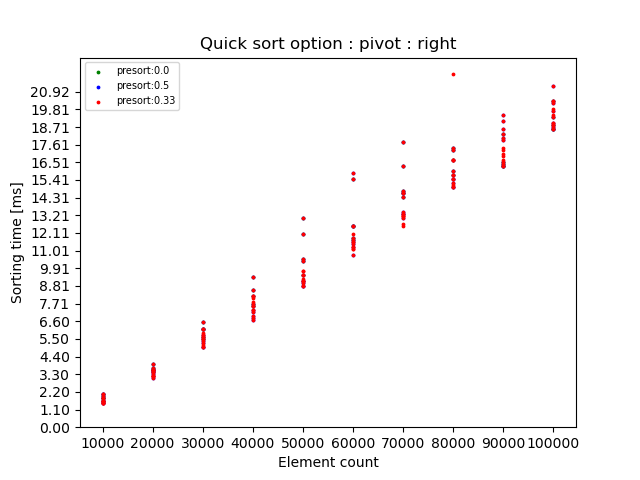 Quick sort option : pivot : right
presort:0.0
presort:0.5
presort:0.33
Sorting time [ms]
20.92
19.81
18.71
17.61
16.51
15.41
14.31
13.21
12.11
11.01
9.91
8.81
7.71
6.60
5.50
4.40
3.30
2.20
1.10
0.00
10000 20000 30000 40000 50000 60000 70000 80000 90000 100000
Element count